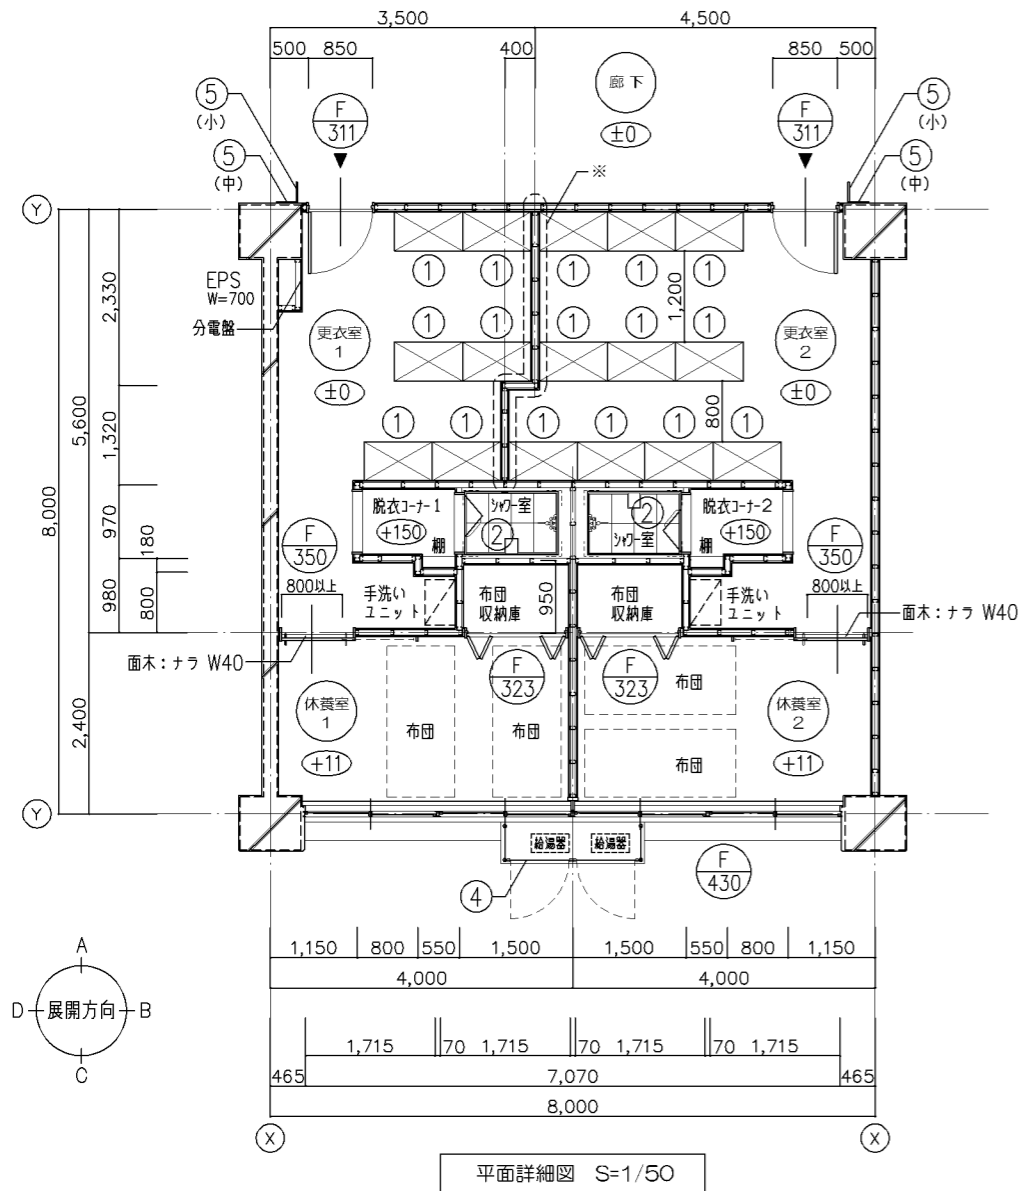 3,500
4,500
500
850
400
850
500
廊下
±0
5
(小)
5
(中)
F
311
F
311
5
(小)
5
(中)
※
Y
EPS
W=700
分電盤
1
1
1
1
1
1
1
1
1
1
1,200
更衣室
1
±0
更衣室
2
±0
2,330
1,320
970
980
180
800
5,600
2,400
8,000
800
1
1
1
1
1
1
脱衣コーナー1
+150
棚
シャワー室
2
2
シャワー室
脱衣コーナー2
+150
棚
F
350
800以上
F
350
800以上
手洗い
ユニット
布団
収納庫
950
布団
収納庫
手洗い
ユニット
面木：ナラ W40
面木：ナラ W40
F
323
F
323
休養室
1
+11
布団
布団
布団
布団
休養室
2
+11
Y
給湯器
給湯器
4
F
430
1,150
800
550
1,500
1,500
550
800
1,150
4,000
4,000
A
D
展開方向
B
C
1,715
70
1,715
70
1,715
70
1,715
465
7,070
465
8,000
X
X
平面詳細図 S=1/50